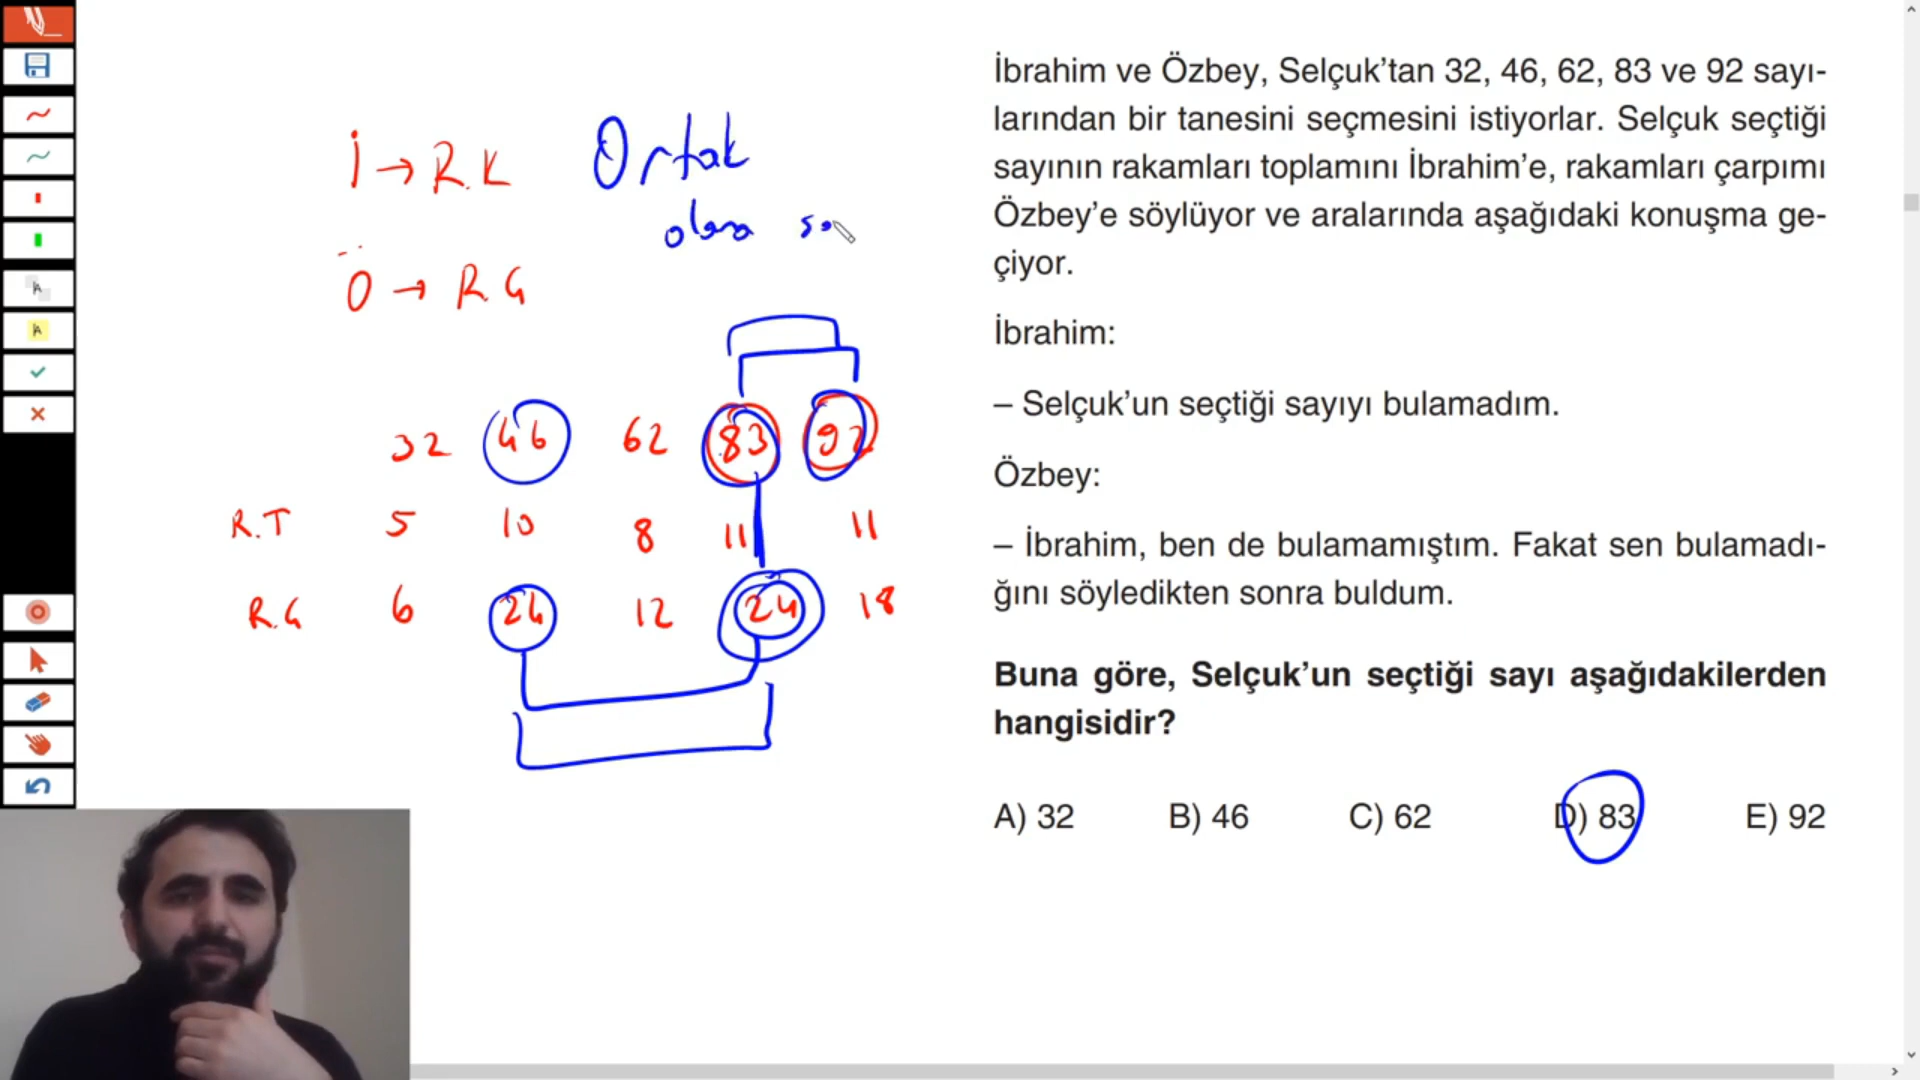 İ → R.K
Ortak
olana
Ö → R.Ç
32 46 62 83 92
R.T 5 10 8 11 11
R.Ç 6 24 12 24 18
İbrahim ve Özbey, Selçuk’tan 32, 46, 62, 83 ve 92 sayı-
larından bir tanesini seçmesini istiyorlar. Selçuk seçtiği
sayının rakamları toplamını İbrahim’e, rakamları çarpımı
Özbey’e söylüyor ve aralarında aşağıdaki konuşma ge-
çiyor.
İbrahim:
– Selçuk’un seçtiği sayıyı bulamadım.
Özbey:
– İbrahim, ben de bulamamıştım. Fakat sen bulamadı-
ğını söyledikten sonra buldum.
Buna göre, Selçuk’un seçtiği sayı aşağıdakilerden
hangisidir?
A) 32 B) 46 C) 62 D) 83 E) 92